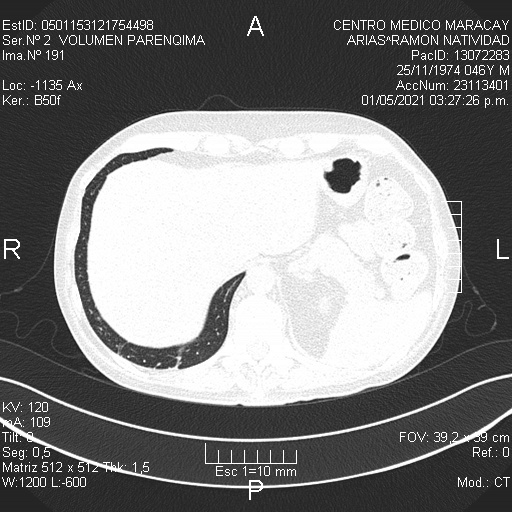 EstID: 0501153121754498
Ser.Nº 2 VOLUMEN PARENQIMA
Ima.Nº 191
Loc: -1135 Ax
Ker.: B50f
A
CENTRO MEDICO MARACAY
ARIAS^RAMON NATIVIDAD
PacID: 13072283
25/11/1974 046Y M
AccNum: 23113401
01/05/2021 03:27:26 p.m.
R
L
KV: 120
mA: 109
Tilt: 0
Seg: 0,5
Matriz 512 x 512 Thk: 1,5
W:1200 L:-600
Esc 1=10 mm
P
FOV: 39,2 x 39 cm
Ref.: 0
Mod.: CT